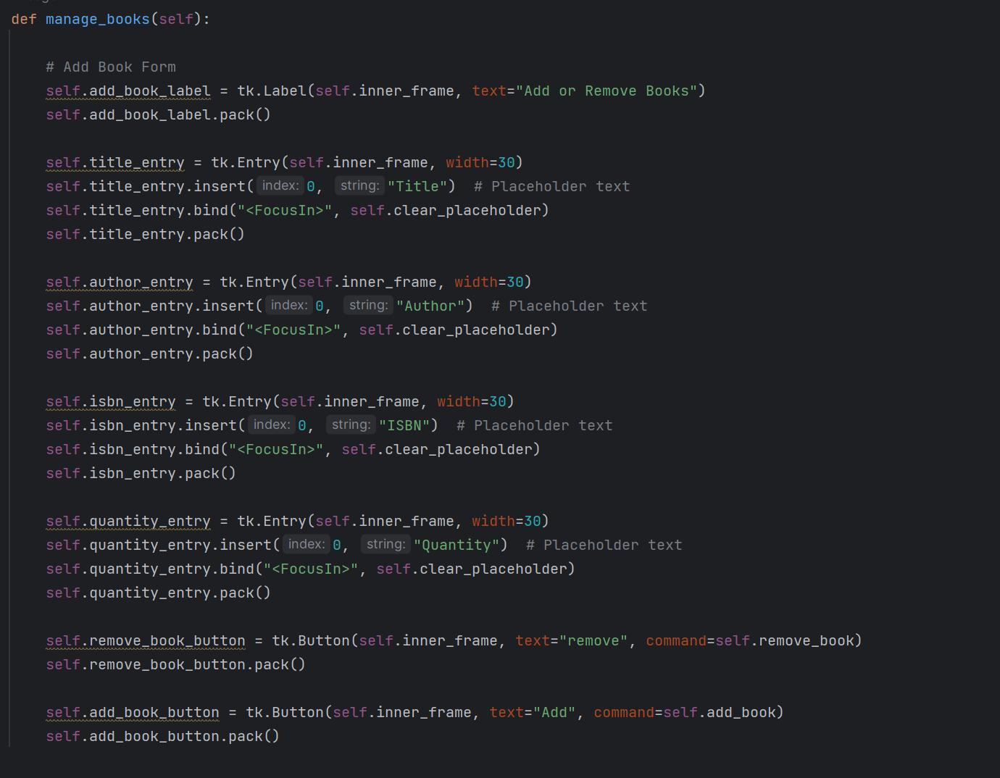 def manage_books(self):
# Add Book Form
self.add_book_label = tk.Label(self.inner_frame, text="Add or Remove Books")
self.add_book_label.pack()
self.title_entry = tk.Entry(self.inner_frame, width=30)
self.title_entry.insert( index: 0, string: "Title")  # Placeholder text
self.title_entry.bind("<FocusIn>", self.clear_placeholder)
self.title_entry.pack()
self.author_entry = tk.Entry(self.inner_frame, width=30)
self.author_entry.insert( index: 0, string: "Author")  # Placeholder text
self.author_entry.bind("<FocusIn>", self.clear_placeholder)
self.author_entry.pack()
self.isbn_entry = tk.Entry(self.inner_frame, width=30)
self.isbn_entry.insert( index: 0, string: "ISBN")  # Placeholder text
self.isbn_entry.bind("<FocusIn>", self.clear_placeholder)
self.isbn_entry.pack()
self.quantity_entry = tk.Entry(self.inner_frame, width=30)
self.quantity_entry.insert( index: 0, string: "Quantity")  # Placeholder text
self.quantity_entry.bind("<FocusIn>", self.clear_placeholder)
self.quantity_entry.pack()
self.remove_book_button = tk.Button(self.inner_frame, text="remove", command=self.remove_book)
self.remove_book_button.pack()
self.add_book_button = tk.Button(self.inner_frame, text="Add", command=self.add_book)
self.add_book_button.pack()